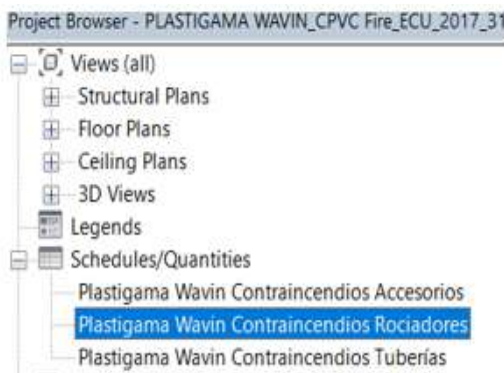 Project Browser - PLASTIGAMA WAVIN_CPVC Fire_ECU_2017_31
Views (all)
Structural Plans
Floor Plans
Ceiling Plans
3D Views
Legends
Schedules/Quantities
Plastigama Wavin Contraincendios Accesorios
Plastigama Wavin Contraincendios Rociadores
Plastigama Wavin Contraincendios Tuberías